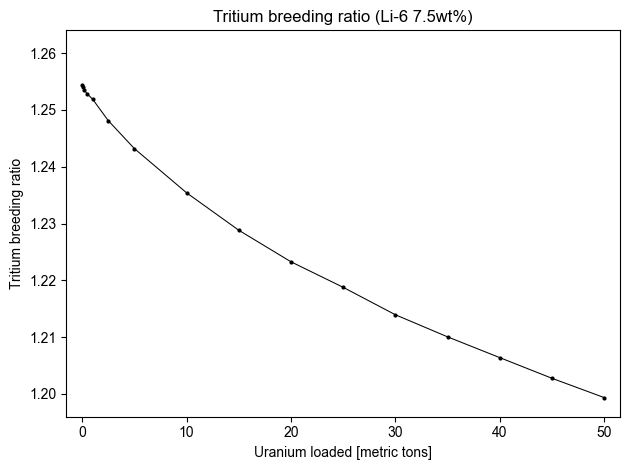 Tritium breeding ratio (Li-6 7.5wt%)
1.26
1.25
1.24
1.23
1.22
1.21
1.20
Tritium breeding ratio
0 10 20 30 40 50
Uranium loaded [metric tons]